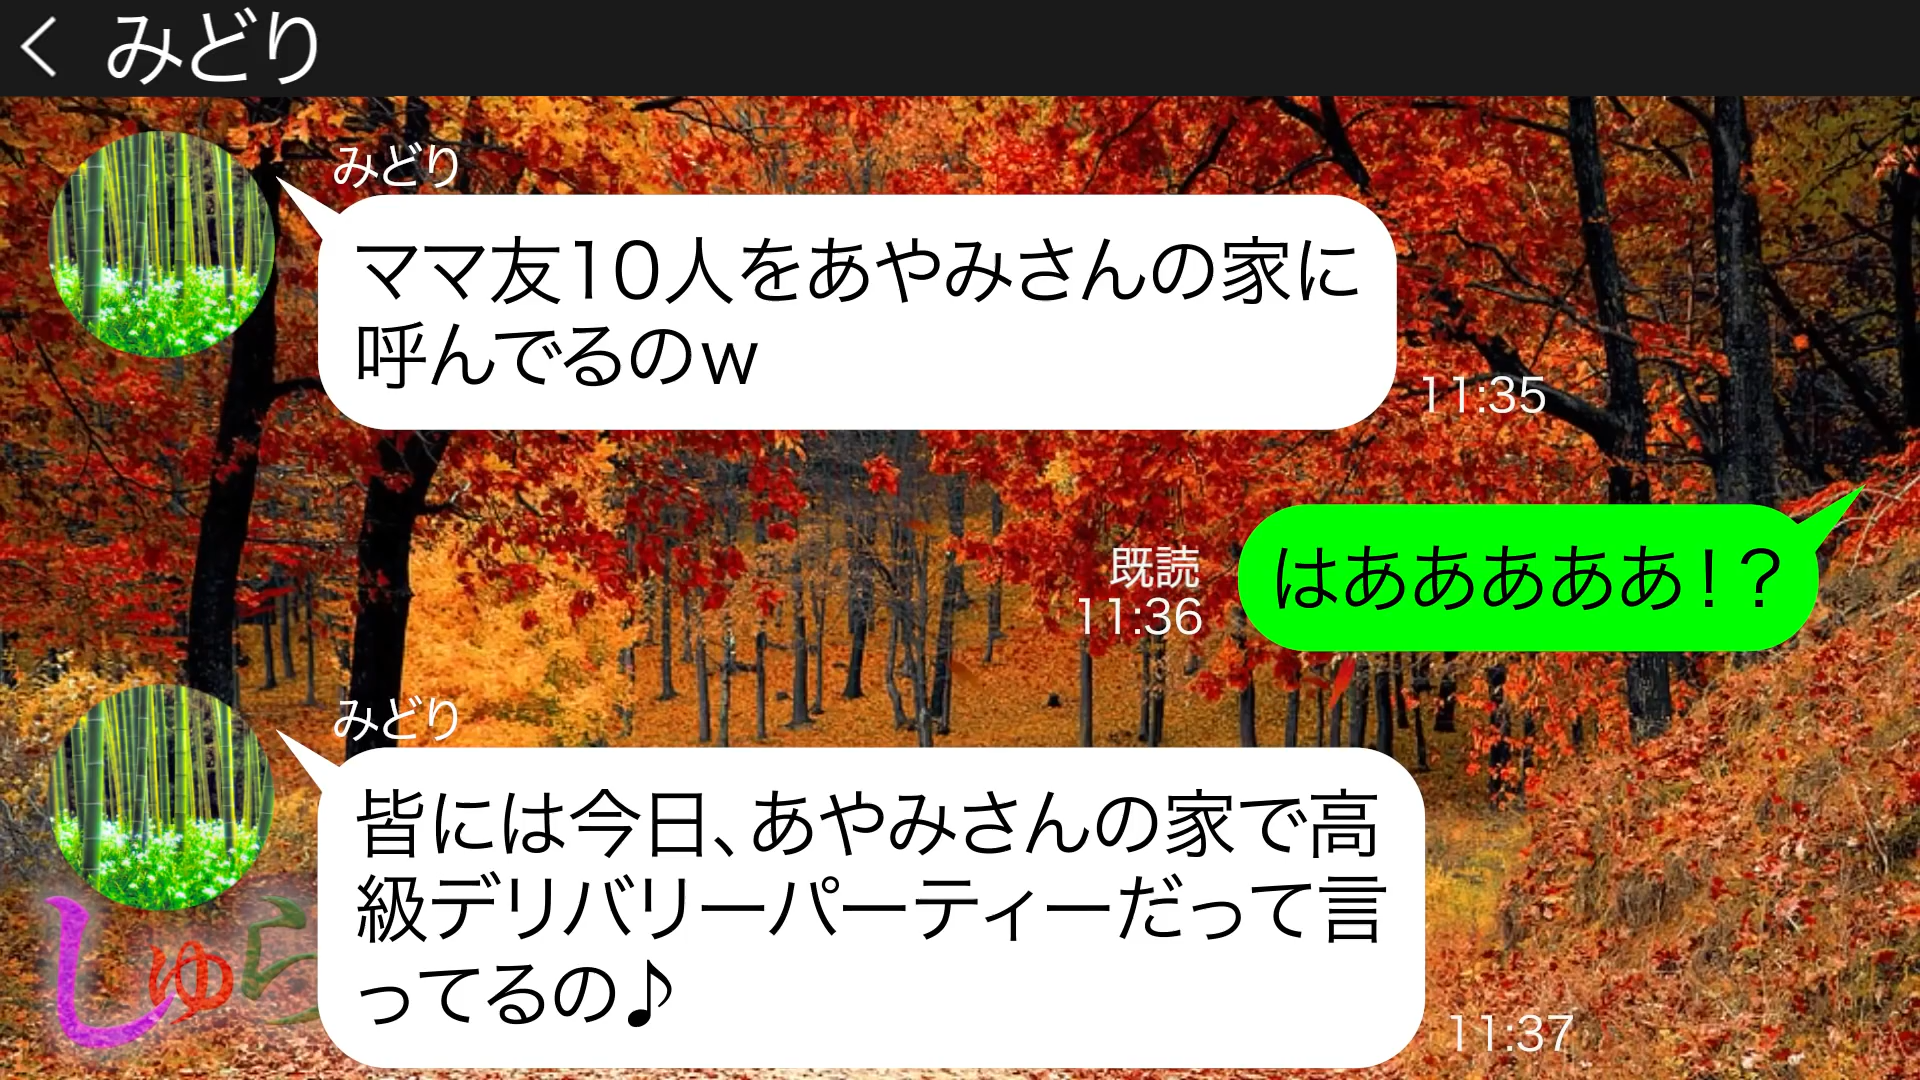 みどり
みどり
ママ友10人をあやみさんの家に
呼んでるのw
11:35
はあああああ！？
既読
11:36
みどり
皆には今日、あやみさんの家で高
級デリバリーパーティーだって言
ってるの♪
11:37
しゅら